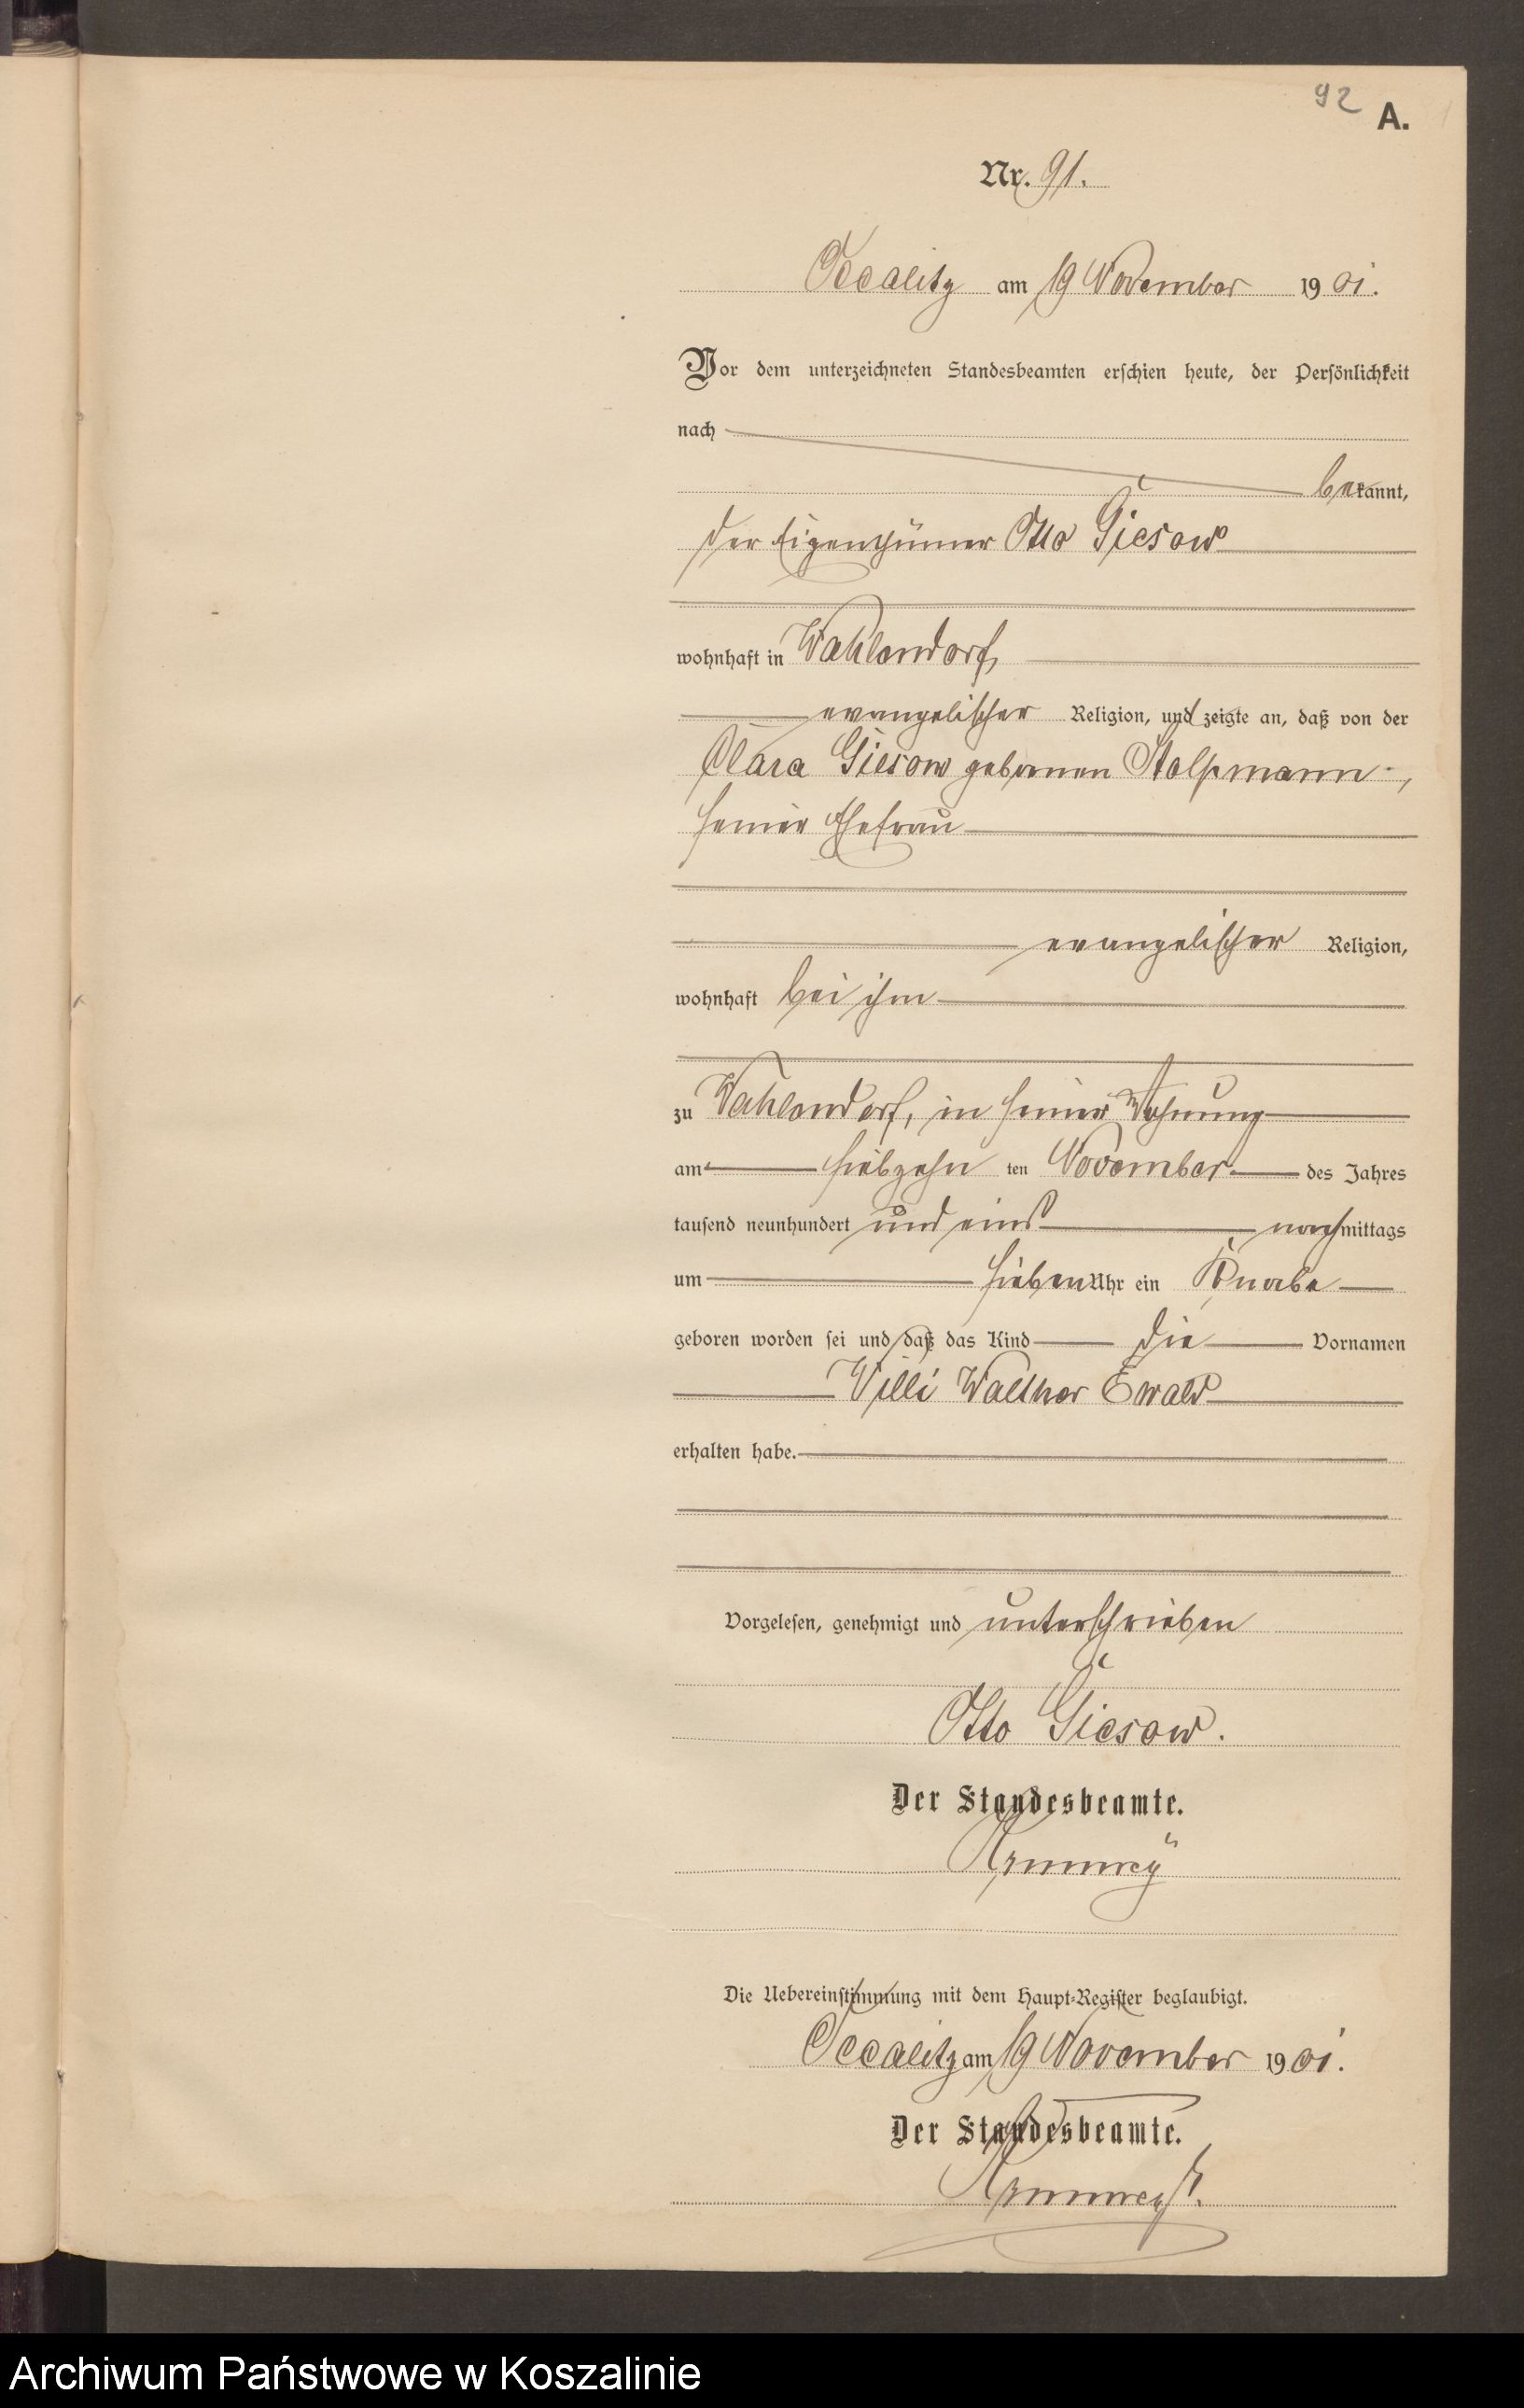 92 A.
Nr. 91.
Occalitz am 19 November 1901.
Vor dem unterzeichneten Standesbeamten erschien heute, der Persönlichkeit
nach
bekannt,
der Eigenthümer Otto Giesow
wohnhaft in Wahlendorf,
evangelischer Religion, und zeigte an, daß von der
Clara Giesow geborenen Stolpmann,
seiner Ehefrau
evangelischer Religion,
wohnhaft bei ihm
zu Wahlendorf, in seiner Wohnung
am siebzehn ten November des Jahres
tausend neunhundert und eins nachmittags
um sieben Uhr ein Knabe
geboren worden sei und daß das Kind die Vornamen
Willi Walther Ewald
erhalten habe.
Vorgelesen, genehmigt und unterschrieben
Otto Giesow.
Der Standesbeamte.
Die Uebereinstimmung mit dem Haupt-Register beglaubigt.
Occalitz am 19 November 1901.
Der Standesbeamte.
Archiwum Państwowe w Koszalinie